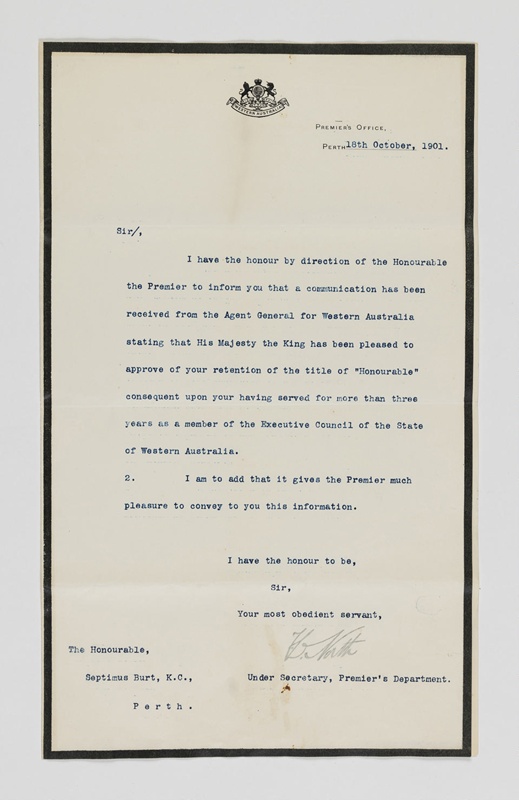 WESTERN AUSTRALIA
PREMIER'S OFFICE,
PERTH 18th October, 1901.
Sir/,
I have the honour by direction of the Honourable
the Premier to inform you that a communication has been
received from the Agent General for Western Australia
stating that His Majesty the King has been pleased to
approve of your retention of the title of "Honourable"
consequent upon your having served for more than three
years as a member of the Executive Council of the State
of Western Australia.
2. I am to add that it gives the Premier much
pleasure to convey to you this information.
I have the honour to be,
Sir,
Your most obedient servant,
The Honourable,
Septimus Burt, K.C.,
Under Secretary, Premier's Department.
Perth.